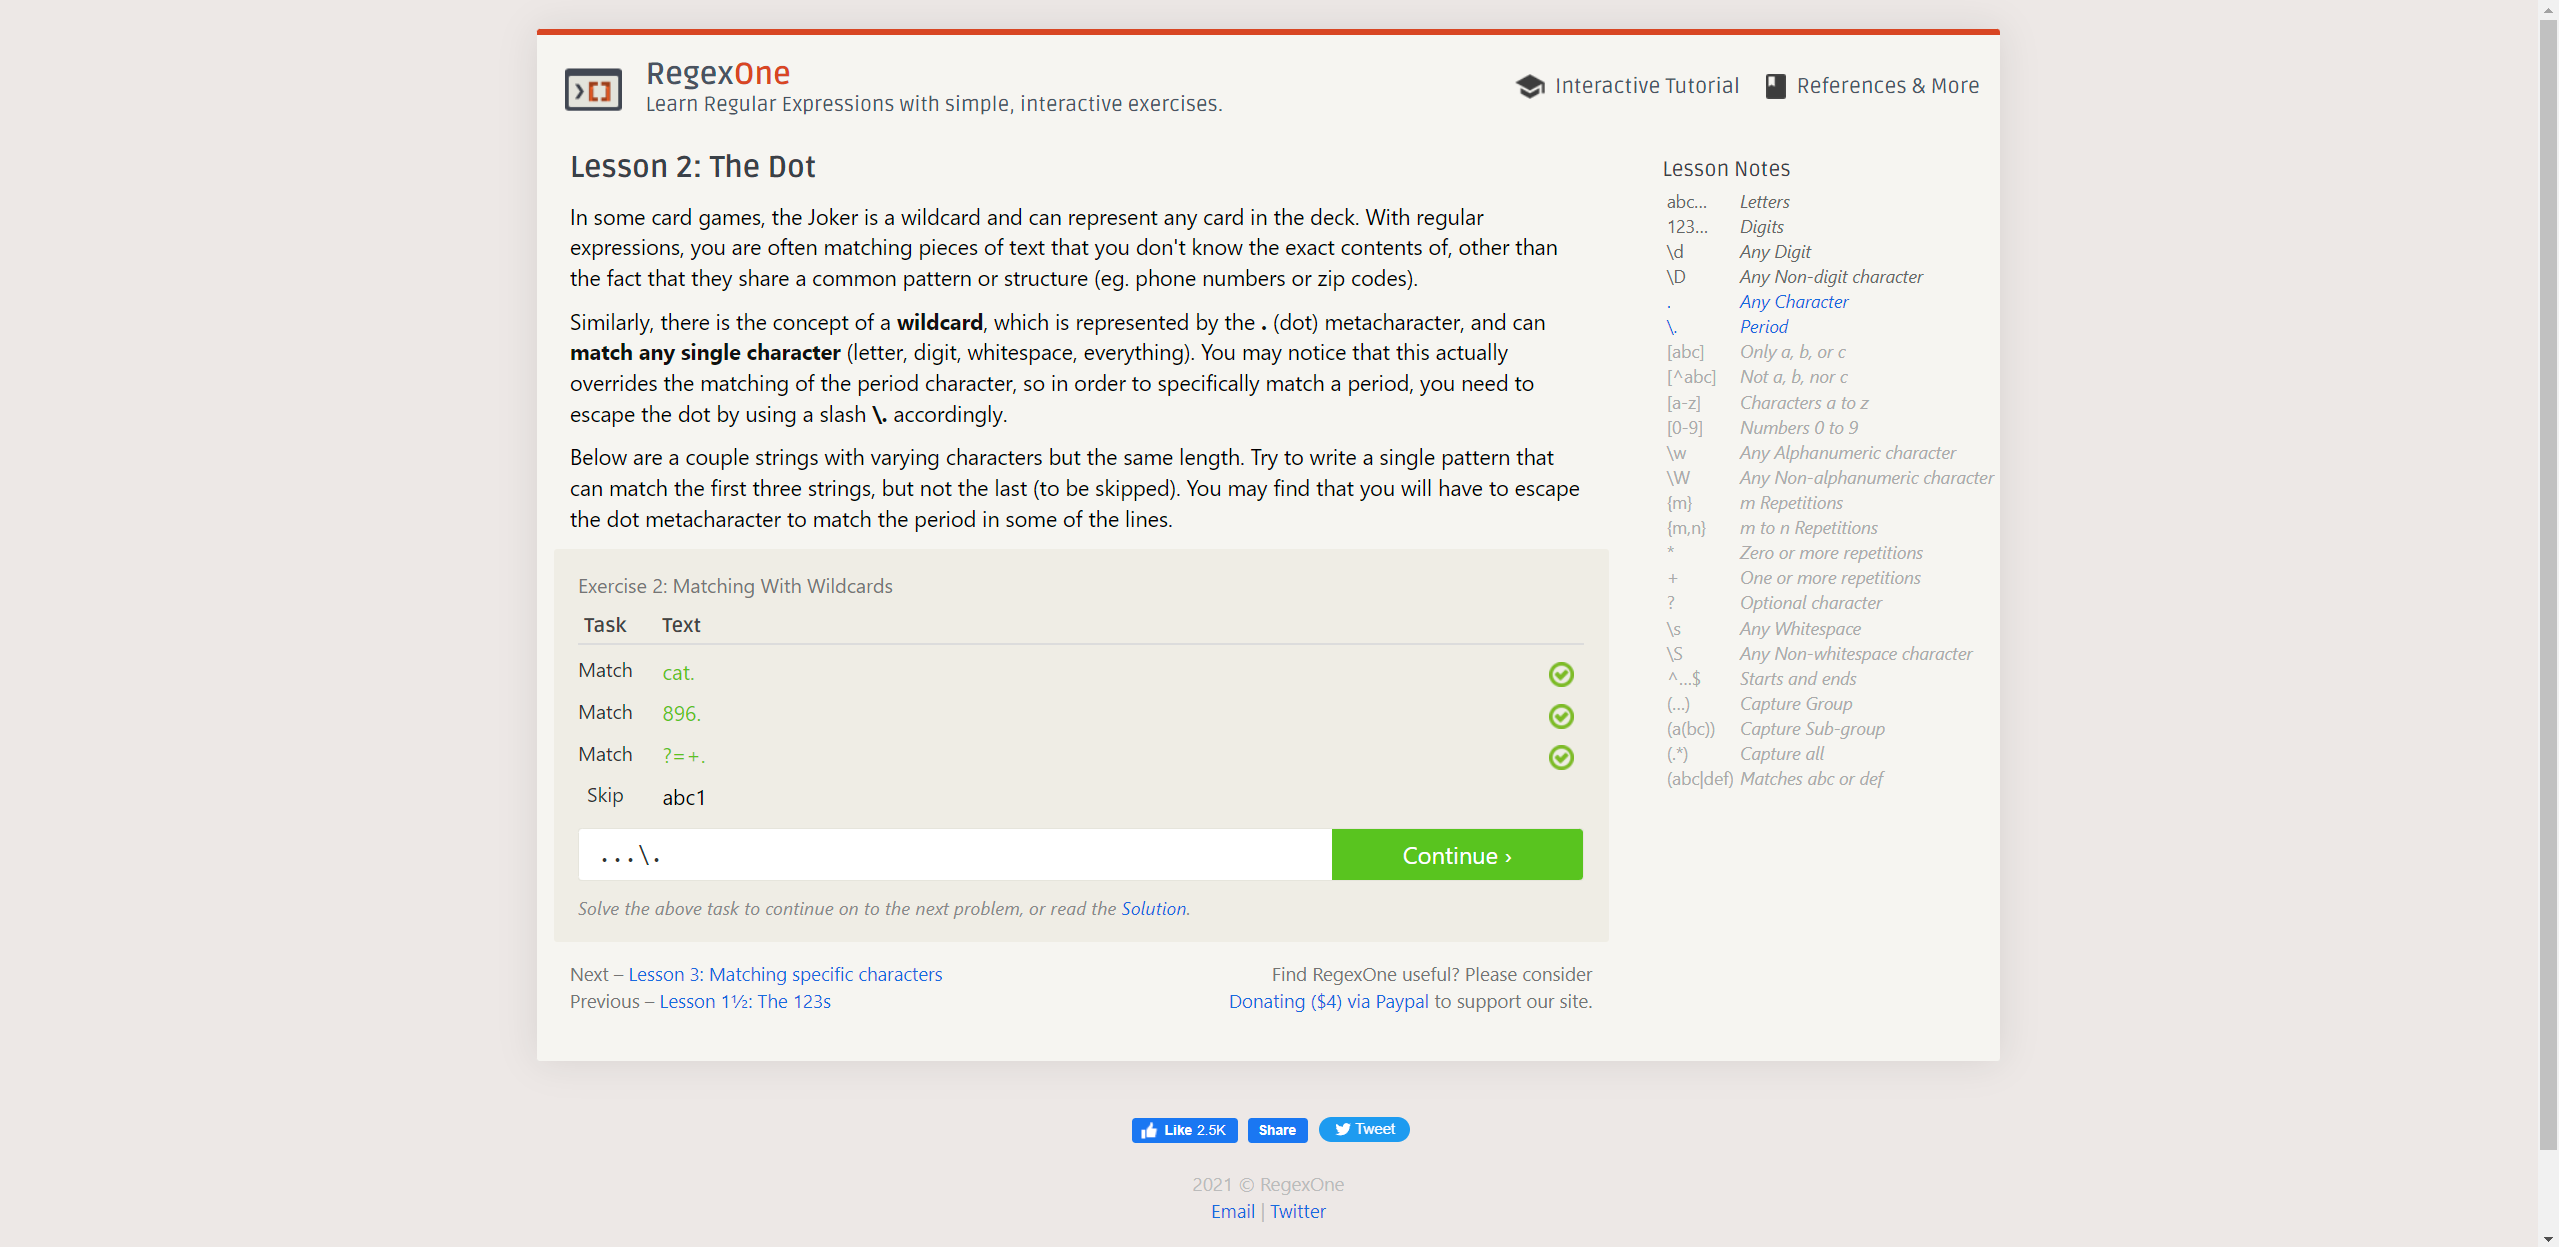 RegexOne
Learn Regular Expressions with simple, interactive exercises.
Interactive Tutorial
References & More
Lesson 2: The Dot
In some card games, the Joker is a wildcard and can represent any card in the deck. With regular
expressions, you are often matching pieces of text that you don't know the exact contents of, other than
the fact that they share a common pattern or structure (eg. phone numbers or zip codes).
Similarly, there is the concept of a wildcard, which is represented by the . (dot) metacharacter, and can
match any single character (letter, digit, whitespace, everything). You may notice that this actually
overrides the matching of the period character, so in order to specifically match a period, you need to
escape the dot by using a slash \. accordingly.
Below are a couple strings with varying characters but the same length. Try to write a single pattern that
can match the first three strings, but not the last (to be skipped). You may find that you will have to escape
the dot metacharacter to match the period in some of the lines.
Exercise 2: Matching With Wildcards
Task Text
Match cat.
Match 896.
Match ?=+.
Skip abc1
...\.
Continue ›
Solve the above task to continue on to the next problem, or read the Solution.
Next – Lesson 3: Matching specific characters
Previous – Lesson 1½: The 123s
Find RegexOne useful? Please consider
Donating ($4) via Paypal to support our site.
Lesson Notes
abc... Letters
123... Digits
\d Any Digit
\D Any Non-digit character
. Any Character
\. Period
[abc] Only a, b, or c
[^abc] Not a, b, nor c
[a-z] Characters a to z
[0-9] Numbers 0 to 9
\w Any Alphanumeric character
\W Any Non-alphanumeric character
{m} m Repetitions
{m,n} m to n Repetitions
* Zero or more repetitions
+ One or more repetitions
? Optional character
\s Any Whitespace
\S Any Non-whitespace character
^...$ Starts and ends
(...) Capture Group
(a(bc)) Capture Sub-group
(.*) Capture all
(abc|def) Matches abc or def
Like 2.5K Share Tweet
2021 © RegexOne
Email | Twitter